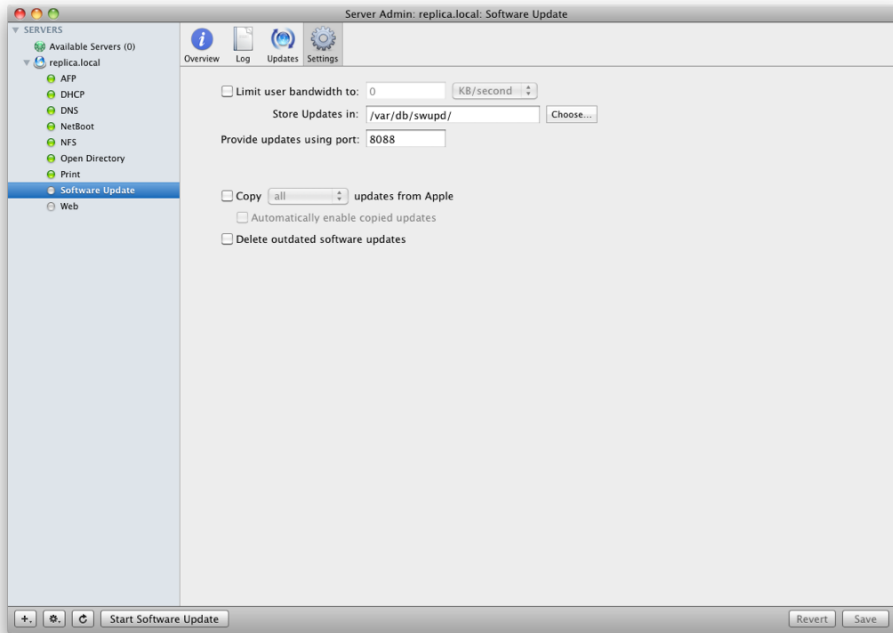 Server Admin: replica.local: Software Update
SERVERS
Available Servers (0)
replica.local
AFP
DHCP
DNS
NetBoot
NFS
Open Directory
Print
Software Update
Web
Overview Log Updates Settings
Limit user bandwidth to: 0 KB/second
Store Updates in: /var/db/swupd/ Choose...
Provide updates using port: 8088
Copy all updates from Apple
Automatically enable copied updates
Delete outdated software updates
Start Software Update Revert Save